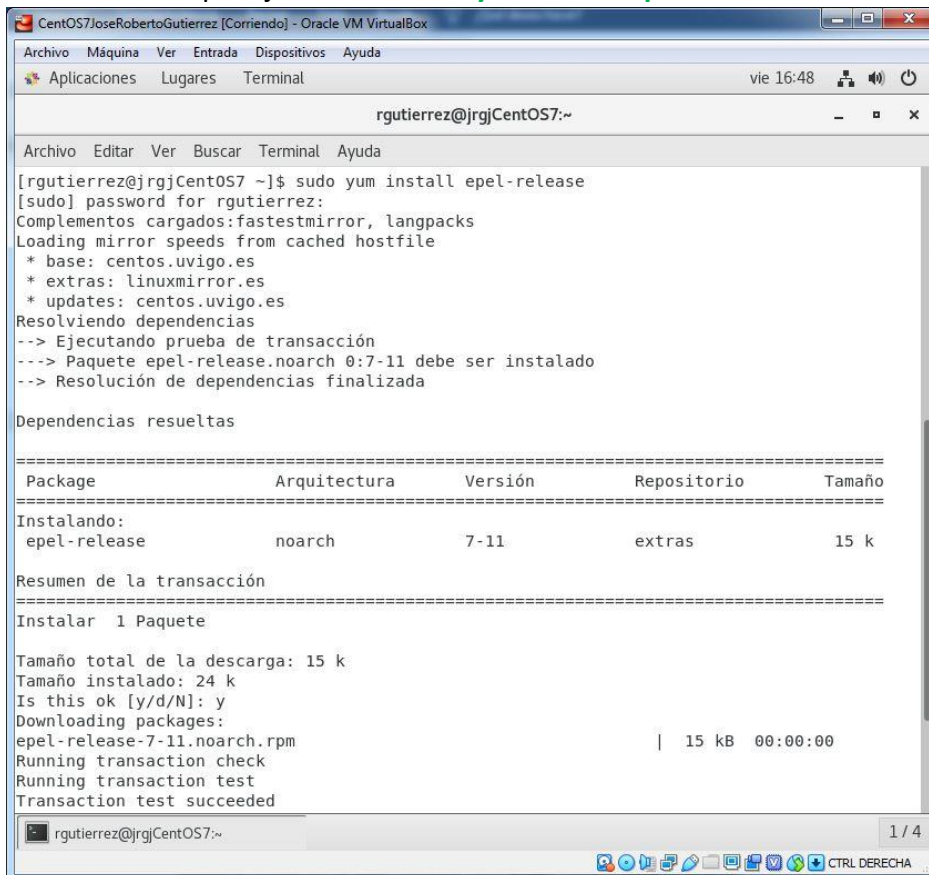 CentOS7JoseRobertoGutierrez [Corriendo] - Oracle VM VirtualBox
Archivo Máquina Ver Entrada Dispositivos Ayuda
Aplicaciones Lugares Terminal vie 16:48
rgutierrez@jrgjCentOS7:~
Archivo Editar Ver Buscar Terminal Ayuda
[rgutierrez@jrgjCentOS7 ~]$ sudo yum install epel-release
[sudo] password for rgutierrez:
Complementos cargados:fastestmirror, langpacks
Loading mirror speeds from cached hostfile
* base: centos.uvigo.es
* extras: linuxmirror.es
* updates: centos.uvigo.es
Resolviendo dependencias
--> Ejecutando prueba de transacción
---> Paquete epel-release.noarch 0:7-11 debe ser instalado
--> Resolución de dependencias finalizada
Dependencias resueltas
================================================================================
Package Arquitectura Versión Repositorio Tamaño
================================================================================
Instalando:
epel-release noarch 7-11 extras 15 k
Resumen de la transacción
================================================================================
Instalar 1 Paquete
Tamaño total de la descarga: 15 k
Tamaño instalado: 24 k
Is this ok [y/d/N]: y
Downloading packages:
epel-release-7-11.noarch.rpm | 15 kB 00:00:00
Running transaction check
Running transaction test
Transaction test succeeded
rgutierrez@jrgjCentOS7:~ 1 / 4
CTRL DERECHA